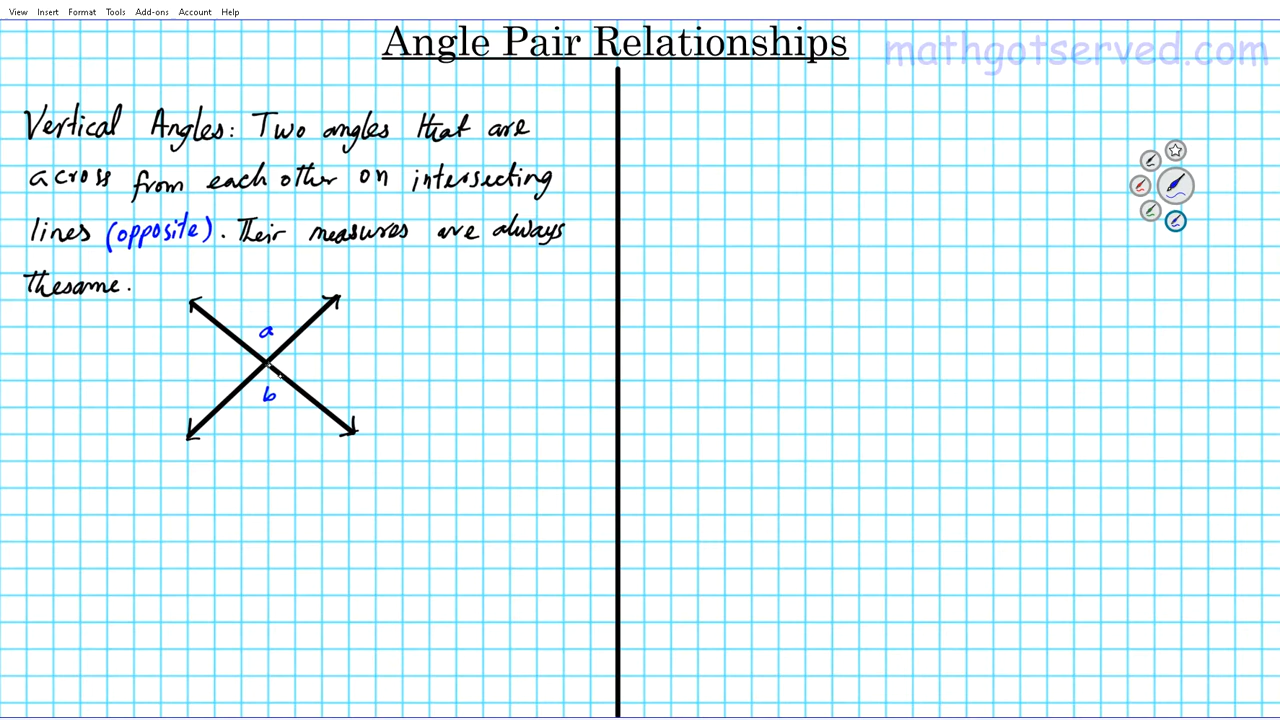 View Insert Format Tools Add-ons Account Help
Angle Pair Relationships
mathgotserved.com
Vertical Angles: Two angles that are
across from each other on intersecting
lines (opposite). Their measures are always
thesame.
a
b